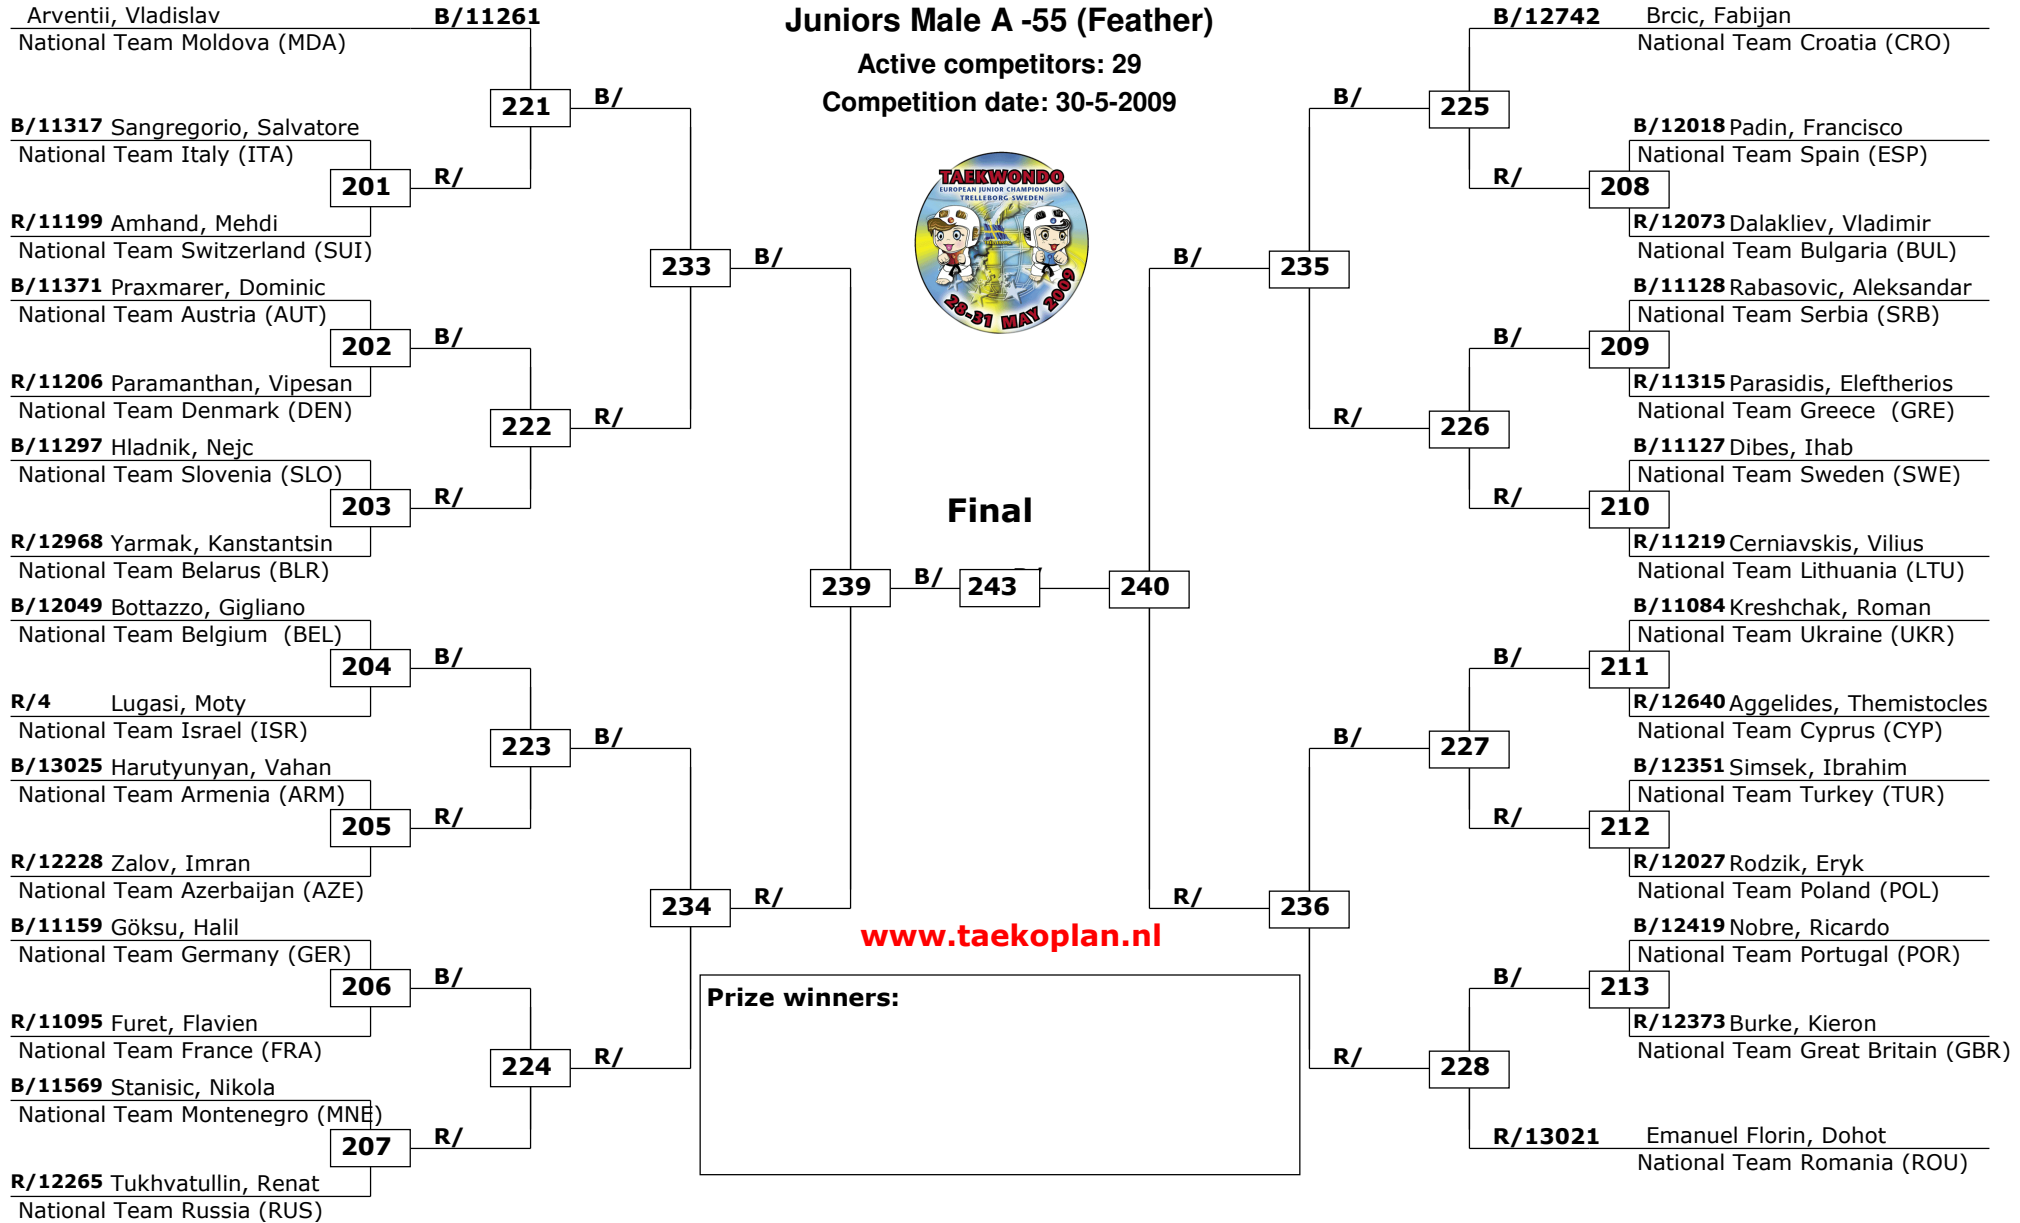 Juniors Male A -55 (Feather)
Active competitors: 29
Competition date: 30-5-2009
TAEKWONDO
EUROPEAN JUNIOR CHAMPIONSHIPS
TRELLEBORG SWEDEN
28-31 MAY 2009
Arventii, Vladislav B/11261
National Team Moldova (MDA)
221 B/
B/11317 Sangregorio, Salvatore
National Team Italy (ITA)
201 R/
R/11199 Amhand, Mehdi
National Team Switzerland (SUI)
233 B/
B/11371 Praxmarer, Dominic
National Team Austria (AUT)
202 B/
R/11206 Paramanthan, Vipesan
National Team Denmark (DEN)
222 R/
B/11297 Hladnik, Nejc
National Team Slovenia (SLO)
203 R/
R/12968 Yarmak, Kanstantsin
National Team Belarus (BLR)
B/12049 Bottazzo, Gigliano
National Team Belgium (BEL)
204 B/
R/4 Lugasi, Moty
National Team Israel (ISR)
223 B/
B/13025 Harutyunyan, Vahan
National Team Armenia (ARM)
205 R/
R/12228 Zalov, Imran
National Team Azerbaijan (AZE)
234 R/
B/11159 Göksu, Halil
National Team Germany (GER)
206 B/
R/11095 Furet, Flavien
National Team France (FRA)
224 R/
B/11569 Stanisic, Nikola
National Team Montenegro (MNE)
207 R/
R/12265 Tukhvatullin, Renat
National Team Russia (RUS)
Final
239 B/ 243 240
www.taekoplan.nl
Prize winners:
B/12742 Brcic, Fabijan
National Team Croatia (CRO)
B/ 225
B/12018 Padin, Francisco
National Team Spain (ESP)
R/ 208
R/12073 Dalakliev, Vladimir
National Team Bulgaria (BUL)
B/ 235
B/11128 Rabasovic, Aleksandar
National Team Serbia (SRB)
B/ 209
R/11315 Parasidis, Eleftherios
National Team Greece (GRE)
R/ 226
B/11127 Dibes, Ihab
National Team Sweden (SWE)
R/ 210
R/11219 Cerniavskis, Vilius
National Team Lithuania (LTU)
B/11084 Kreshchak, Roman
National Team Ukraine (UKR)
B/ 211
R/12640 Aggelides, Themistocles
National Team Cyprus (CYP)
B/ 227
B/12351 Simsek, Ibrahim
National Team Turkey (TUR)
R/ 212
R/12027 Rodzik, Eryk
National Team Poland (POL)
R/ 236
B/12419 Nobre, Ricardo
National Team Portugal (POR)
B/ 213
R/12373 Burke, Kieron
National Team Great Britain (GBR)
R/ 228
R/13021 Emanuel Florin, Dohot
National Team Romania (ROU)